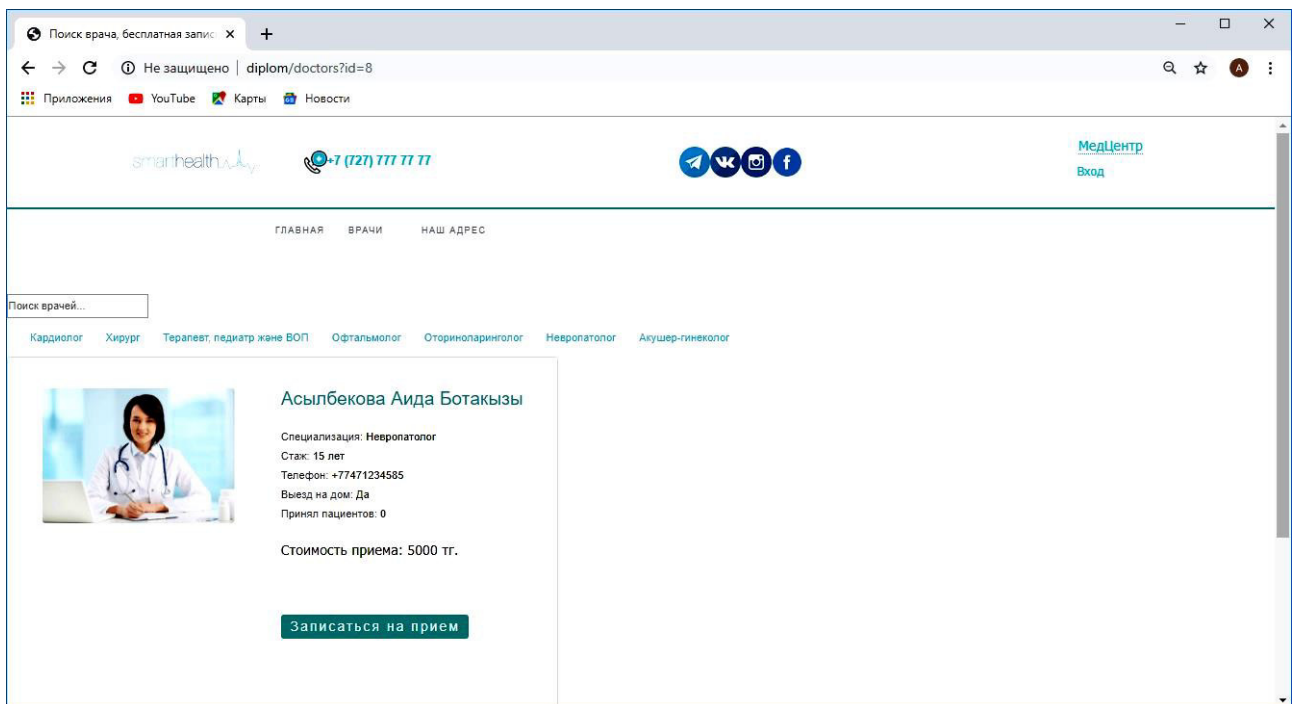 Поиск врача, бесплатная запис
Не защищено | diplom/doctors?id=8
A
Приложения YouTube Карты Новости
smarthealth +7 (727) 777 77 77
МедЦентр
Вход
ГЛАВНАЯ ВРАЧИ НАШ АДРЕС
Поиск врачей...
Кардиолог Хирург Терапевт, педиатр және ВОП Офтальмолог Оториноларинголог Невропатолог Акушер-гинеколог
Асылбекова Аида Ботакызы
Специализация: Невропатолог
Стаж: 15 лет
Телефон: +77471234585
Выезд на дом: Да
Принял пациентов: 0
Стоимость приема: 5000 тг.
Записаться на прием